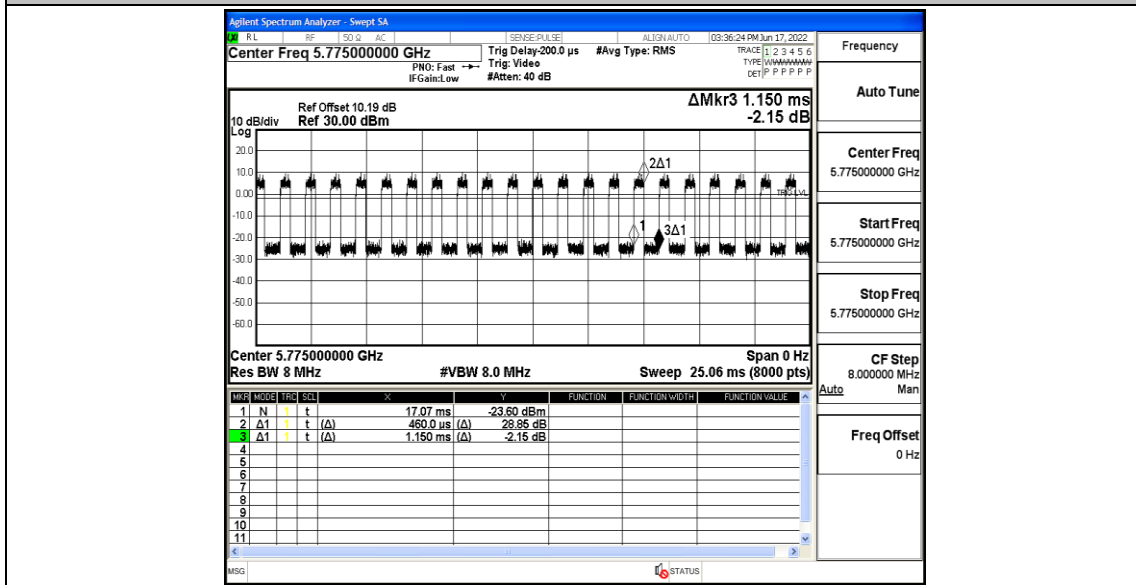 Agilent Spectrum Analyzer - Swept SA
LXI RL RF 50 Ω AC SENSE:PULSE ALIGNAUTO 03:36:24 PM Jun 17, 2022
Center Freq 5.775000000 GHz
PNO: Fast
IFGain:Low
Trig Delay-200.0 µs
Trig: Video
#Atten: 40 dB
#Avg Type: RMS
TRACE 1 2 3 4 5 6
TYPE WWWWWW
DET P P P P P P
Ref Offset 10.19 dB
Ref 30.00 dBm
10 dB/div
Log
ΔMkr3 1.150 ms
-2.15 dB
20.0
10.0
0.00
-10.0
-20.0
-30.0
-40.0
-50.0
-60.0
2Δ1
TRIG LVL
1
3Δ1
Center 5.775000000 GHz
Span 0 Hz
Res BW 8 MHz
#VBW 8.0 MHz
Sweep 25.06 ms (8000 pts)
MKR MODE TRC SCL X Y FUNCTION FUNCTION WIDTH FUNCTION VALUE
1 N 1 t 17.07 ms -23.60 dBm
2 Δ1 1 t (Δ) 460.0 µs (Δ) 28.85 dB
3 Δ1 1 t (Δ) 1.150 ms (Δ) -2.15 dB
4
5
6
7
8
9
10
11
MSG
STATUS
Frequency
Auto Tune
Center Freq
5.775000000 GHz
Start Freq
5.775000000 GHz
Stop Freq
5.775000000 GHz
CF Step
8.000000 MHz
Auto Man
Freq Offset
0 Hz